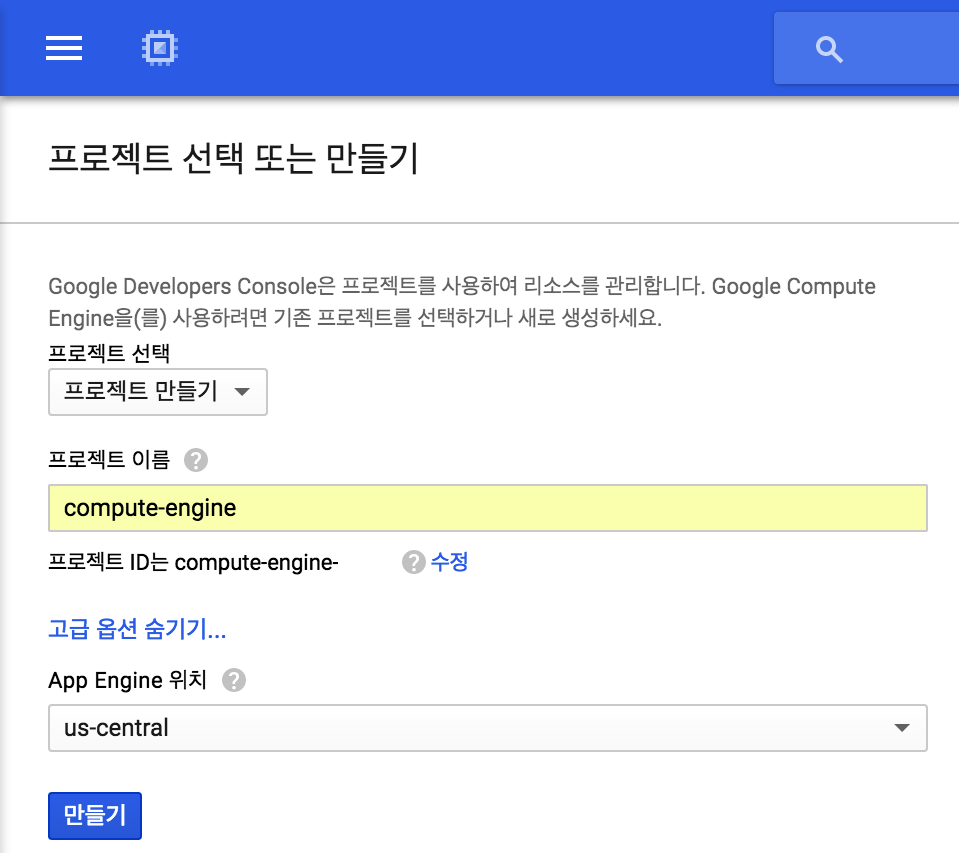 프로젝트 선택 또는 만들기
Google Developers Console은 프로젝트를 사용하여 리소스를 관리합니다. Google Compute
Engine을(를) 사용하려면 기존 프로젝트를 선택하거나 새로 생성하세요.
프로젝트 선택
프로젝트 만들기
프로젝트 이름 ?
compute-engine
프로젝트 ID는 compute-engine- ? 수정
고급 옵션 숨기기...
App Engine 위치 ?
us-central
만들기